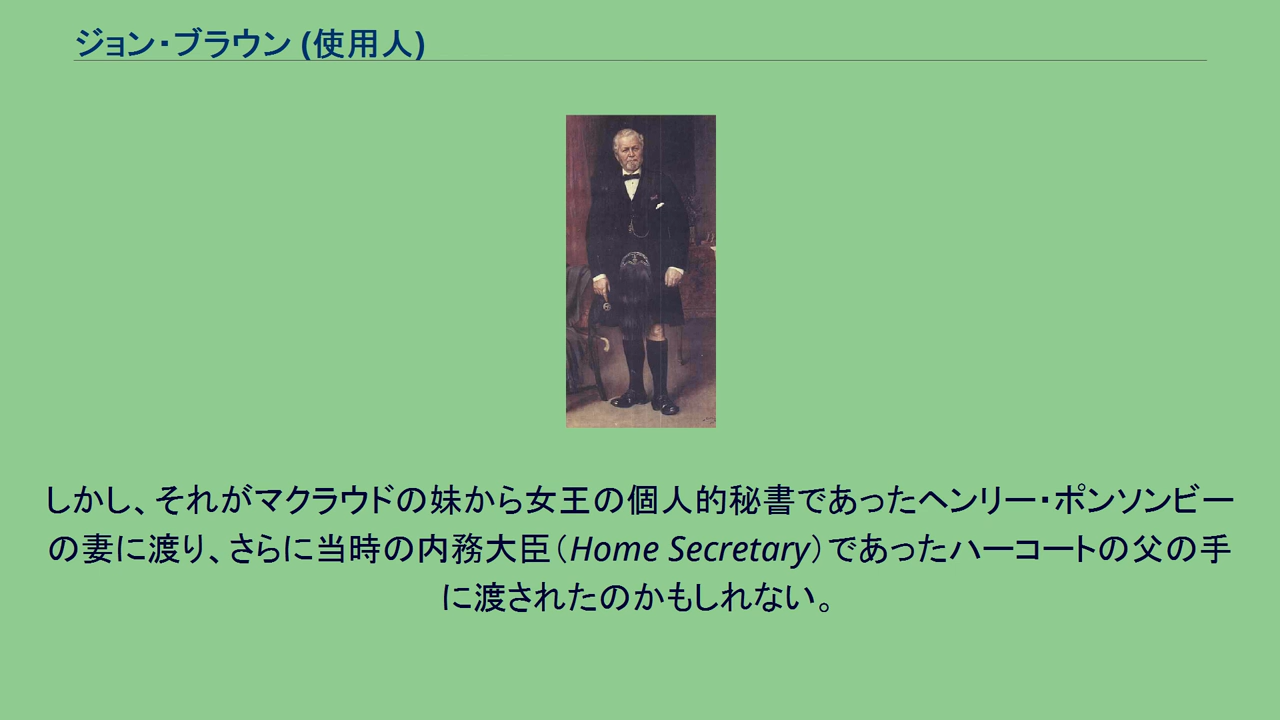 ジョン・ブラウン (使用人)
しかし、それがマクラウドの妹から女王の個人的秘書であったヘンリー・ポンソンビー
の妻に渡り、さらに当時の内務大臣（Home Secretary）であったハーコートの父の手
に渡されたのかもしれない。